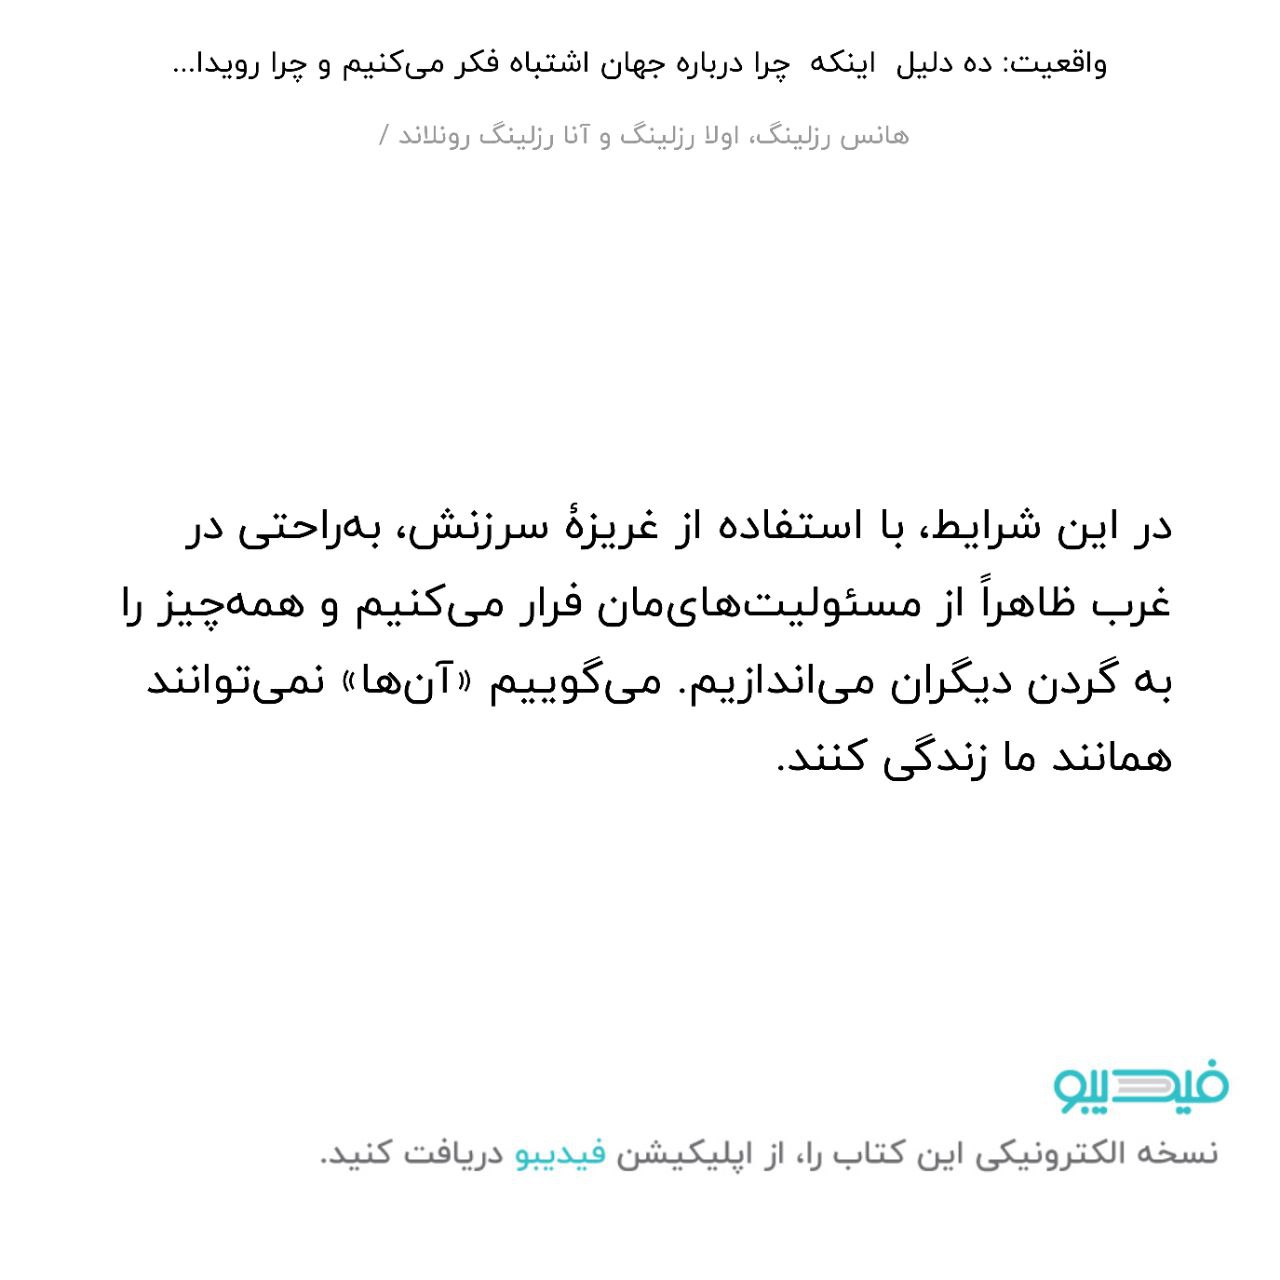 واقعیت: ده دلیل  اینکه  چرا درباره جهان اشتباه فکر می‌کنیم و چرا رویدا...
هانس رزلینگ، اولا رزلینگ و آنا رزلینگ رونلاند /
در این شرایط، با استفاده از غریزهٔ سرزنش، به‌راحتی در
غرب ظاهراً از مسئولیت‌های‌مان فرار می‌کنیم و همه‌چیز را
به گردن دیگران می‌اندازیم. می‌گوییم «آن‌ها» نمی‌توانند
همانند ما زندگی کنند.
فیدیبو
نسخه الکترونیکی این کتاب را، از اپلیکیشن فیدیبو دریافت کنید.